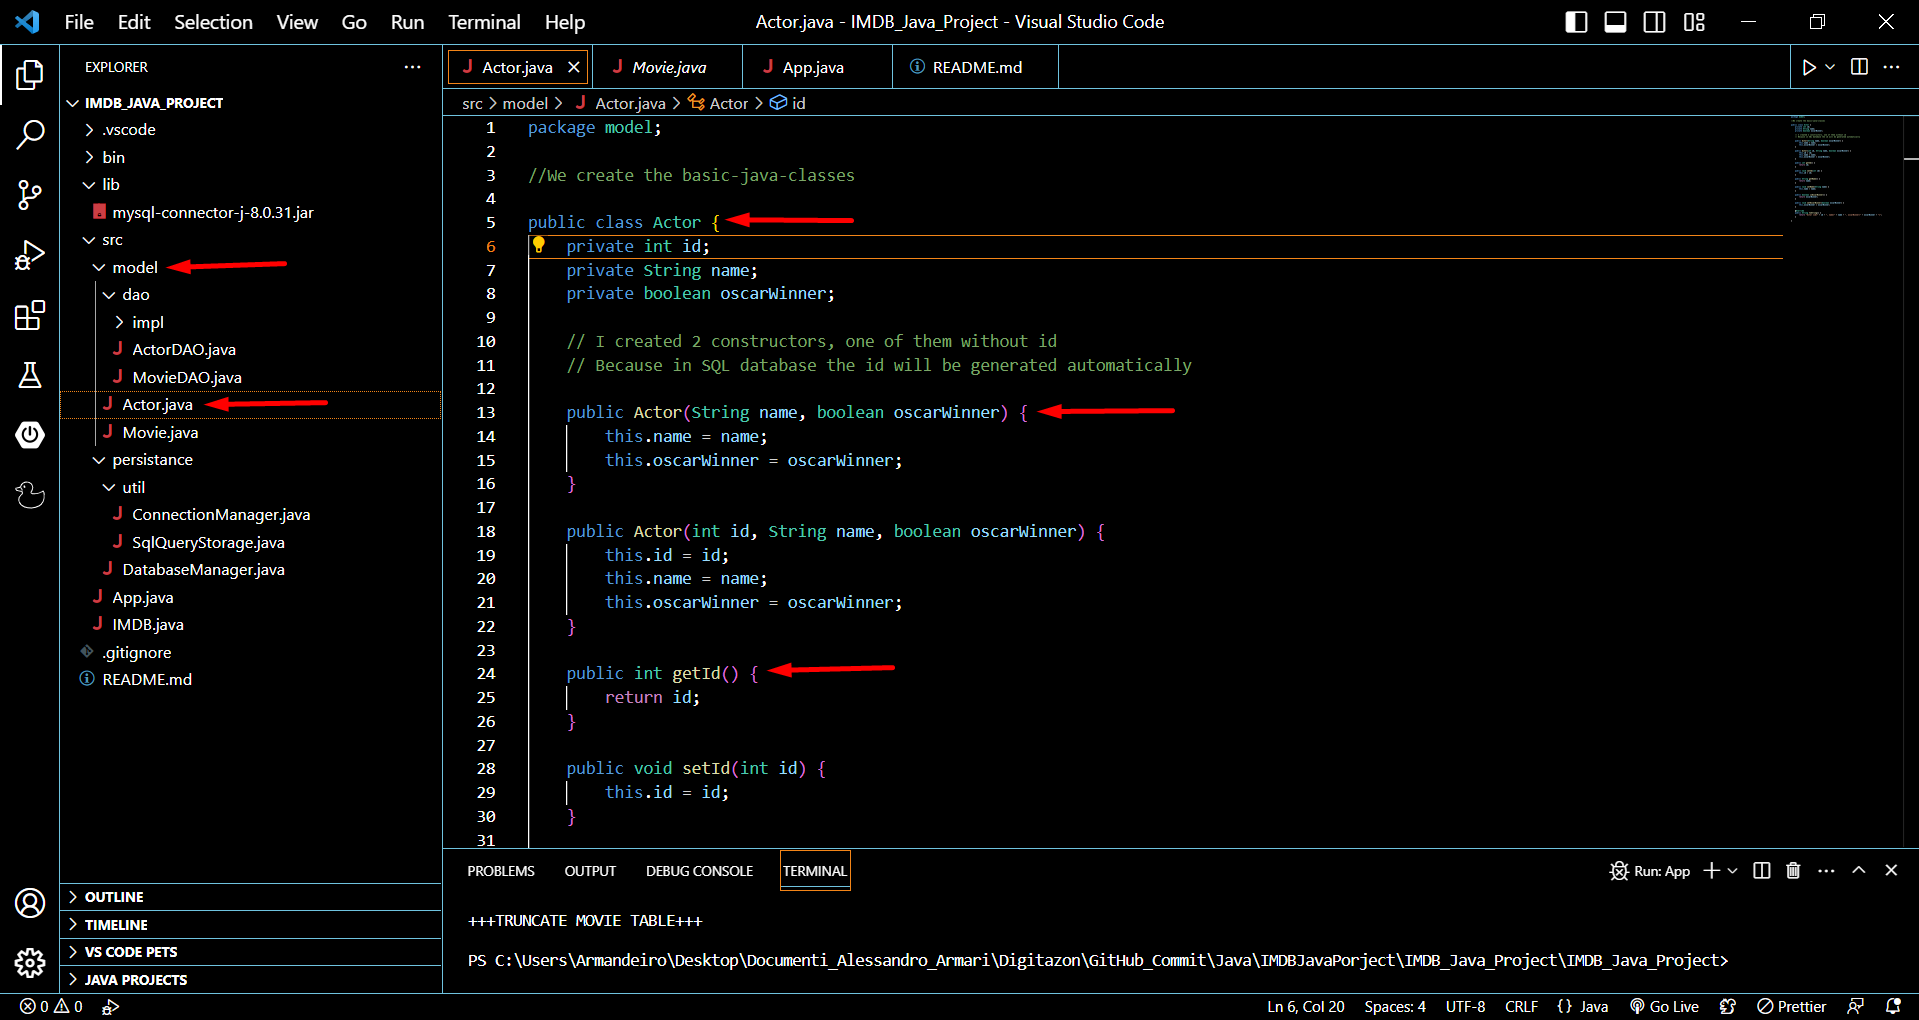 File Edit Selection View Go Run Terminal Help
Actor.java - IMDB_Java_Project - Visual Studio Code
EXPLORER
IMDB_JAVA_PROJECT
.vscode
bin
lib
mysql-connector-j-8.0.31.jar
src
model
dao
impl
ActorDAO.java
MovieDAO.java
Actor.java
Movie.java
persistance
util
ConnectionManager.java
SqlQueryStorage.java
DatabaseManager.java
App.java
IMDB.java
.gitignore
README.md
OUTLINE
TIMELINE
VS CODE PETS
JAVA PROJECTS
Actor.java Movie.java App.java README.md
src > model > Actor.java > Actor > id
1 package model;
2
3 //We create the basic-java-classes
4
5 public class Actor {
6 private int id;
7 private String name;
8 private boolean oscarWinner;
9
10 // I created 2 constructors, one of them without id
11 // Because in SQL database the id will be generated automatically
12
13 public Actor(String name, boolean oscarWinner) {
14 this.name = name;
15 this.oscarWinner = oscarWinner;
16 }
17
18 public Actor(int id, String name, boolean oscarWinner) {
19 this.id = id;
20 this.name = name;
21 this.oscarWinner = oscarWinner;
22 }
23
24 public int getId() {
25 return id;
26 }
27
28 public void setId(int id) {
29 this.id = id;
30 }
31
PROBLEMS OUTPUT DEBUG CONSOLE TERMINAL
Run: App
+++TRUNCATE MOVIE TABLE+++
PS C:\Users\Armandeiro\Desktop\Documenti_Alessandro_Armari\Digitazon\GitHub_Commit\Java\IMDBJavaPorject\IMDB_Java_Project\IMDB_Java_Project>
0 0
Ln 6, Col 20 Spaces: 4 UTF-8 CRLF {} Java Go Live Prettier